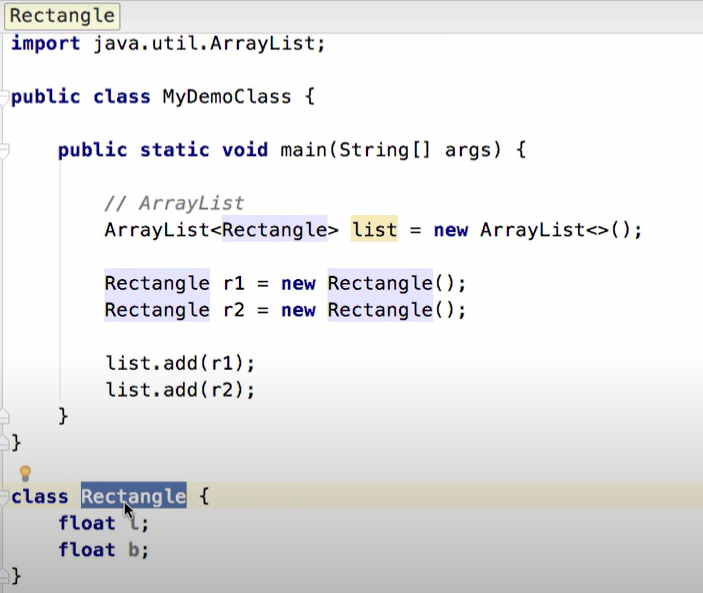 Rectangle
import java.util.ArrayList;
public class MyDemoClass {
public static void main(String[] args) {
// ArrayList
ArrayList<Rectangle> list = new ArrayList<>();
Rectangle r1 = new Rectangle();
Rectangle r2 = new Rectangle();
list.add(r1);
list.add(r2);
}
}
class Rectangle {
float l;
float b;
}